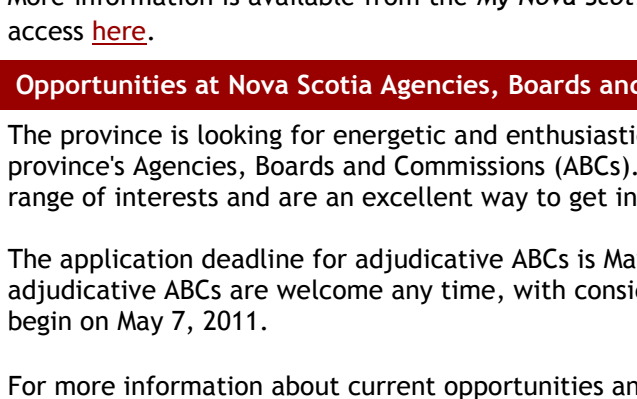 More information is available from the My Nova Scot
access here.
Opportunities at Nova Scotia Agencies, Boards and
The province is looking for energetic and enthusiasti
province's Agencies, Boards and Commissions (ABCs).
range of interests and are an excellent way to get in
The application deadline for adjudicative ABCs is Ma
adjudicative ABCs are welcome any time, with consi
begin on May 7, 2011.
For more information about current opportunities an